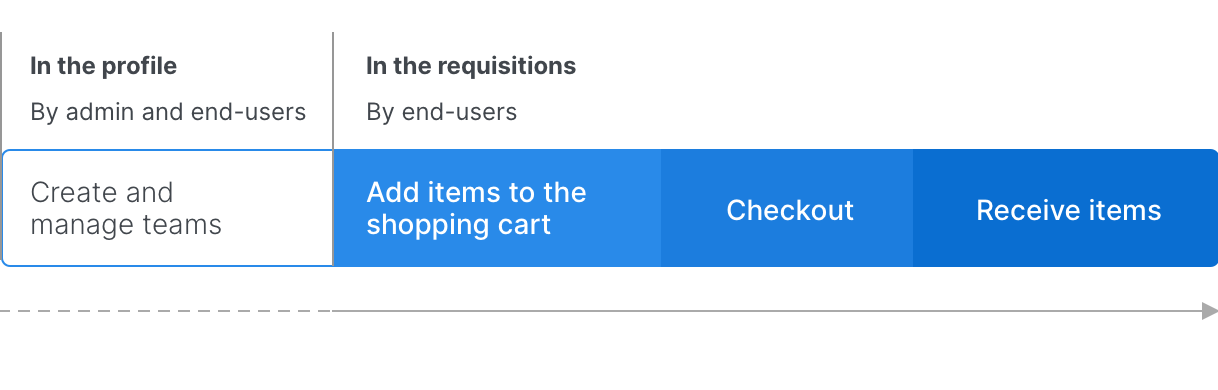 In the profile
By admin and end-users
Create and
manage teams
In the requisitions
By end-users
Add items to the
shopping cart
Checkout
Receive items